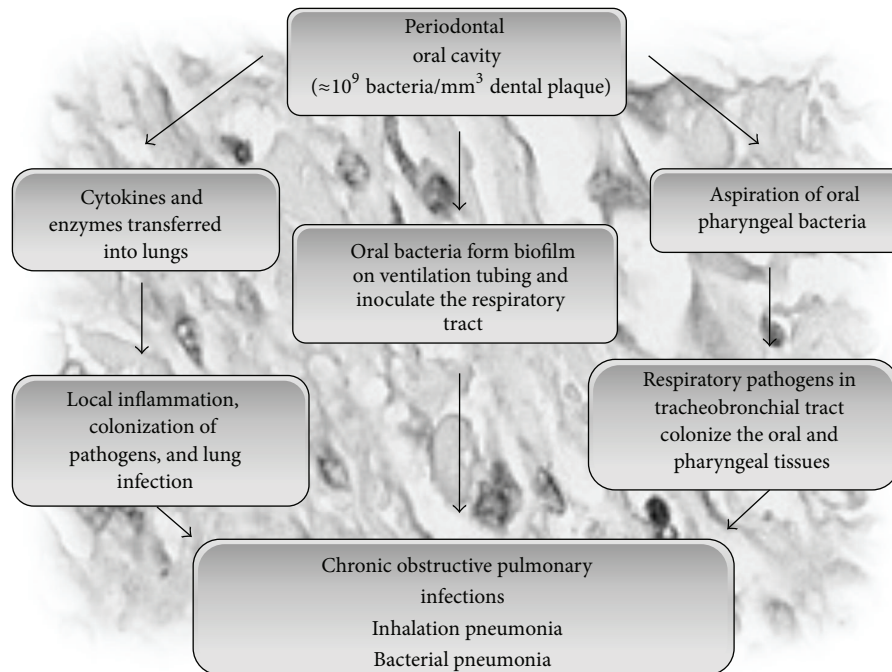 Periodontal
oral cavity
(≈10⁹ bacteria/mm³ dental plaque)
Cytokines and
enzymes transferred
into lungs
Oral bacteria form biofilm
on ventilation tubing and
inoculate the respiratory
tract
Aspiration of oral
pharyngeal bacteria
Local inflammation,
colonization of
pathogens, and lung
infection
Respiratory pathogens in
tracheobronchial tract
colonize the oral and
pharyngeal tissues
Chronic obstructive pulmonary
infections
Inhalation pneumonia
Bacterial pneumonia